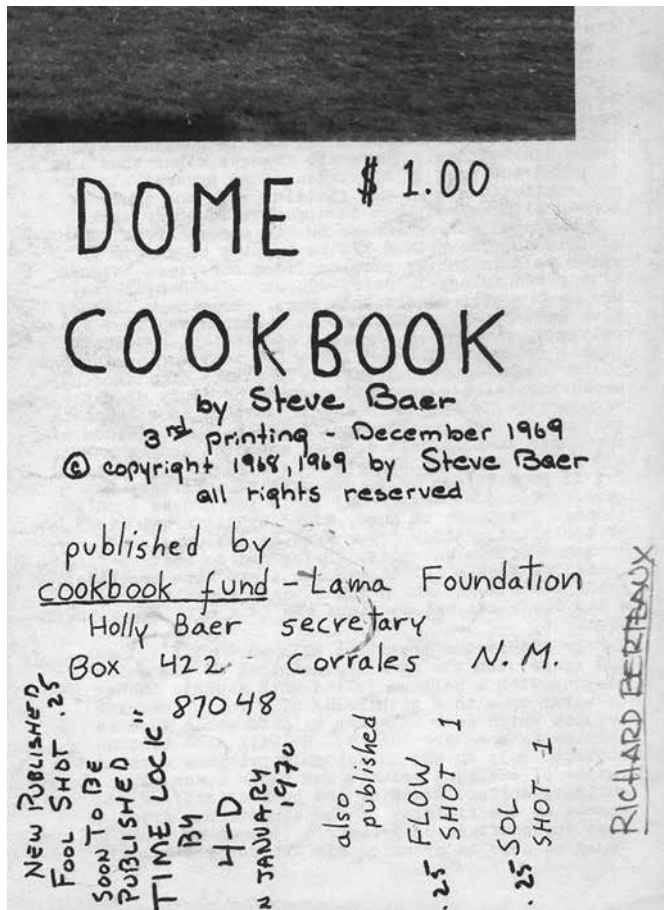 DOME $ 1.00
COOKBOOK
by Steve Baer
3rd printing - December 1969
© copyright 1968, 1969 by Steve Baer
all rights reserved
published by
cookbook fund - Lama Foundation
Holly Baer secretary
Box 422 Corrales N. M.
87048
NEW PUBLISHED
FOOL SHOT .25
SOON TO BE
PUBLISHED
TIME LOCK"
BY
4-D
N JANUARY
1970
also
published
.25 FLOW
SHOT 1
.25 SOL
SHOT 1
RICHARD BERTEAUX